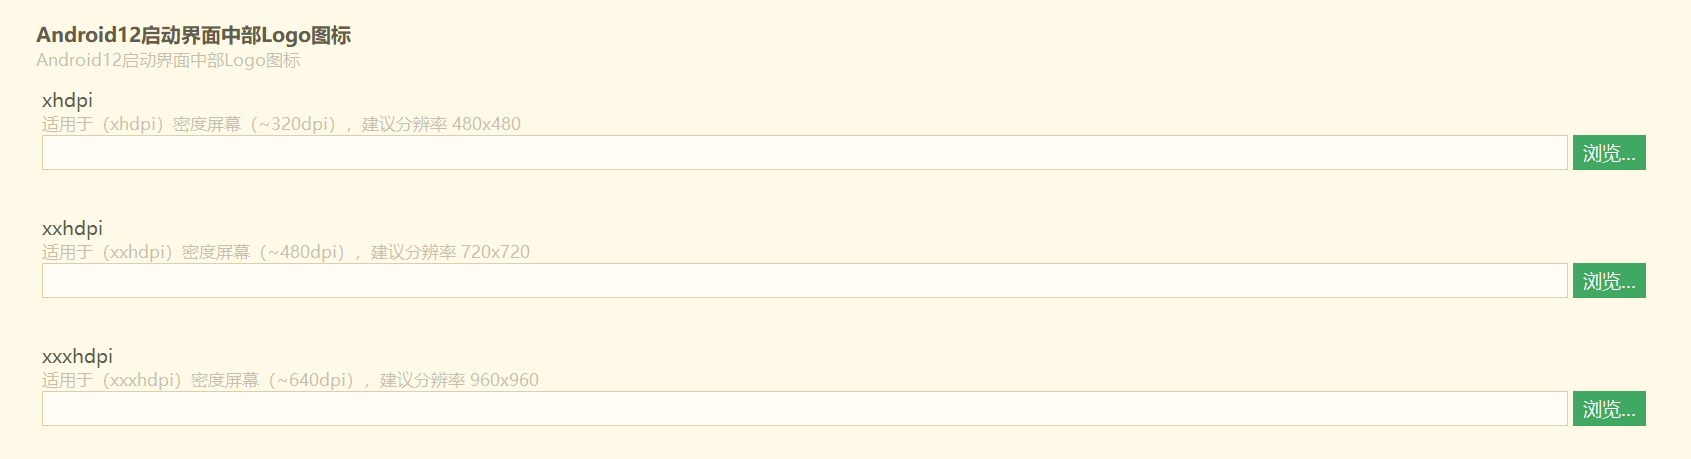 Android12启动界面中部Logo图标
Android12启动界面中部Logo图标
xhdpi
适用于（xhdpi）密度屏幕（~320dpi），建议分辨率 480x480
浏览...
xxhdpi
适用于（xxhdpi）密度屏幕（~480dpi），建议分辨率 720x720
浏览...
xxxhdpi
适用于（xxxhdpi）密度屏幕（~640dpi），建议分辨率 960x960
浏览...